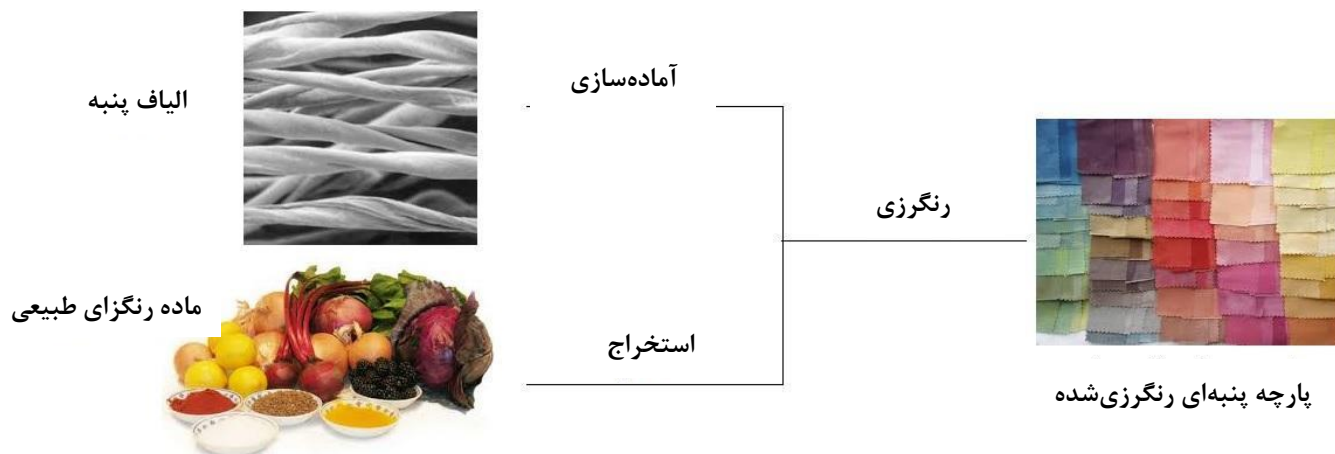 الیاف پنبه
آماده‌سازی
رنگرزی
ماده رنگزای طبیعی
استخراج
پارچه پنبه‌ای رنگرزی‌شده